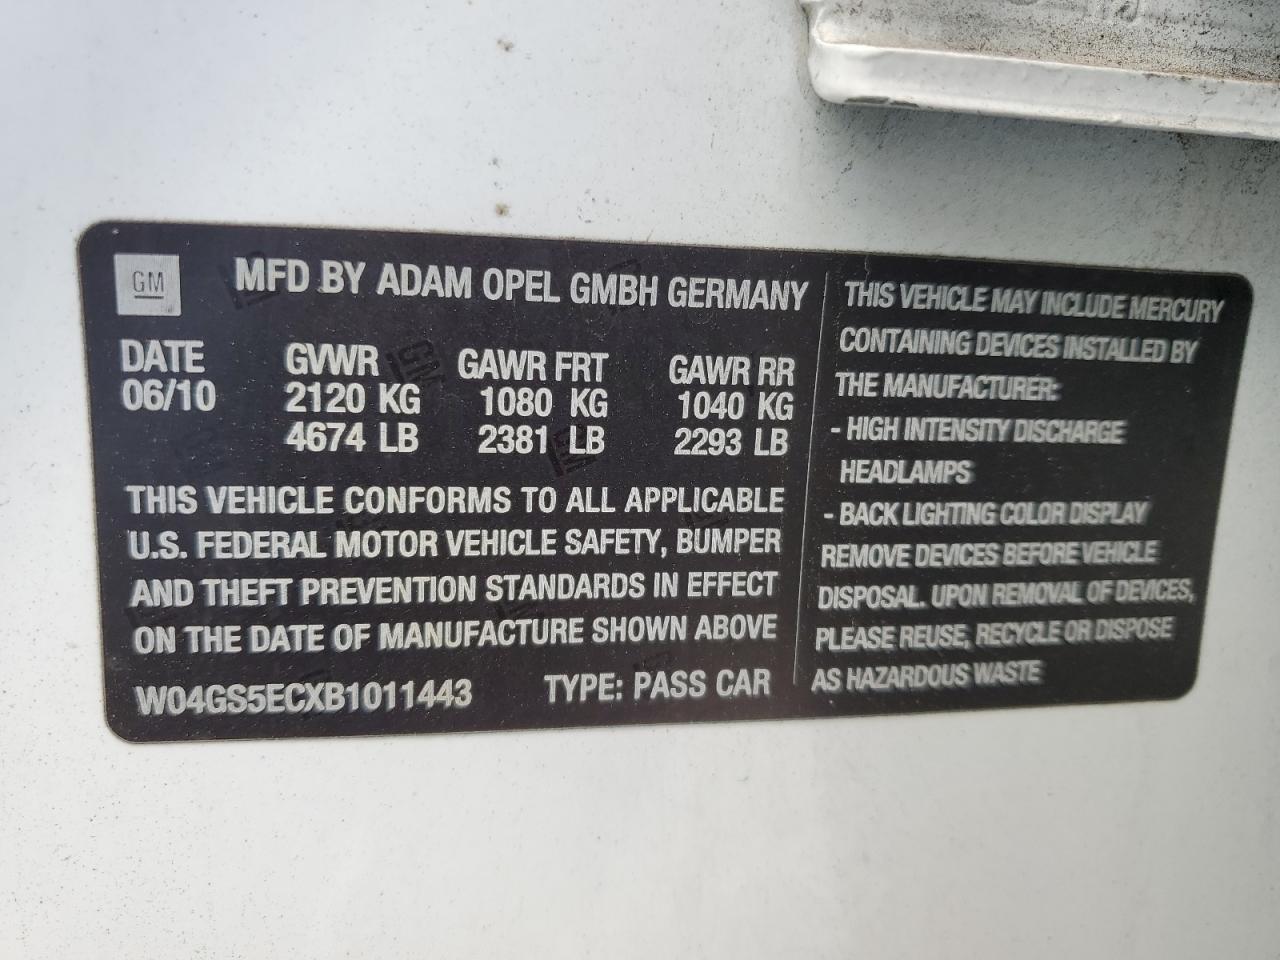 GM
MFD BY ADAM OPEL GMBH GERMANY
DATE GVWR GAWR FRT GAWR RR
06/10 2120 KG 1080 KG 1040 KG
4674 LB 2381 LB 2293 LB
THIS VEHICLE CONFORMS TO ALL APPLICABLE
U.S. FEDERAL MOTOR VEHICLE SAFETY, BUMPER
AND THEFT PREVENTION STANDARDS IN EFFECT
ON THE DATE OF MANUFACTURE SHOWN ABOVE
W04GS5ECXB1011443 TYPE: PASS CAR
THIS VEHICLE MAY INCLUDE MERCURY
CONTAINING DEVICES INSTALLED BY
THE MANUFACTURER:
- HIGH INTENSITY DISCHARGE
HEADLAMPS
- BACK LIGHTING COLOR DISPLAY
REMOVE DEVICES BEFORE VEHICLE
DISPOSAL. UPON REMOVAL OF DEVICES,
PLEASE REUSE, RECYCLE OR DISPOSE
AS HAZARDOUS WASTE